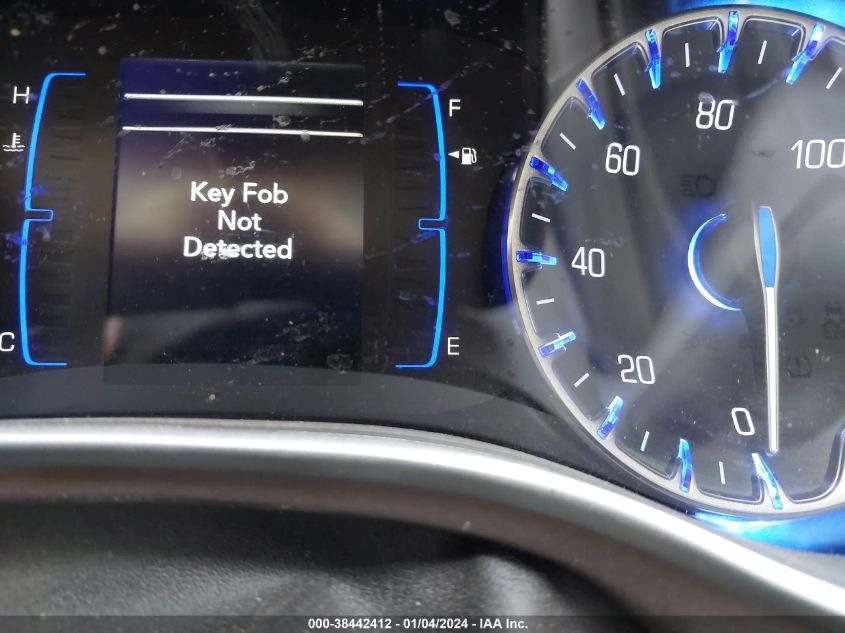 H
F
Key Fob
Not
Detected
C
E
0
20
40
60
80
100
000-38442412 - 01/04/2024 - IAA Inc.